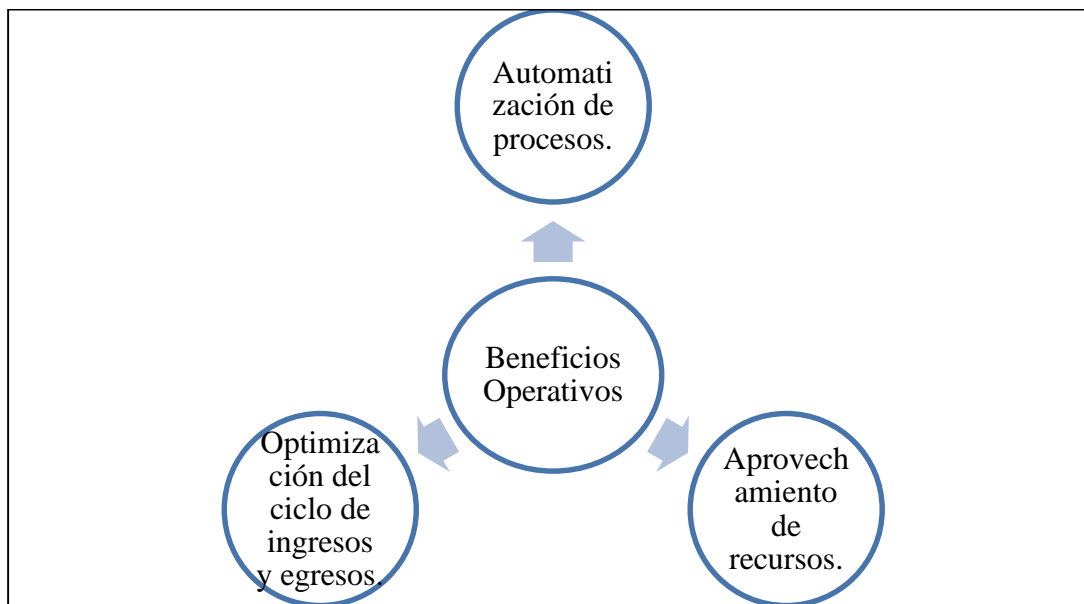 Automati
zación de
procesos.
Beneficios
Operativos
Optimiza
ción del
ciclo de
ingresos
y egresos.
Aprovech
amiento
de
recursos.